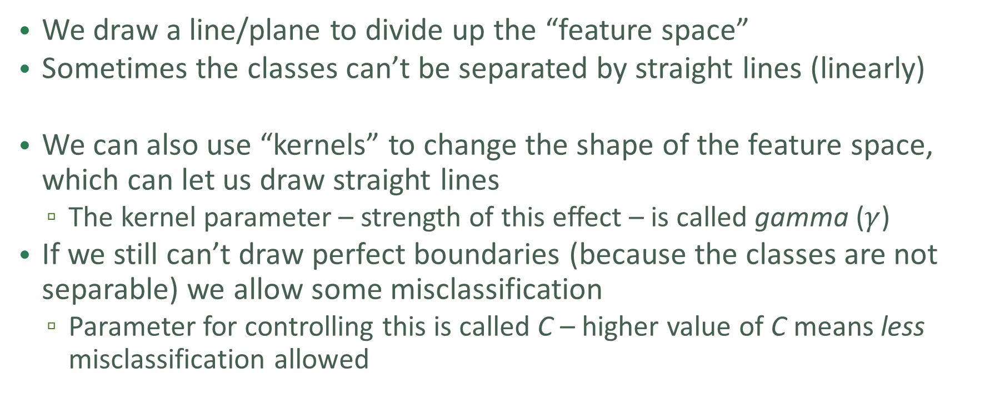 • We draw a line/plane to divide up the “feature space”
• Sometimes the classes can’t be separated by straight lines (linearly)
• We can also use “kernels” to change the shape of the feature space,
which can let us draw straight lines
▫ The kernel parameter – strength of this effect – is called gamma (γ)
• If we still can’t draw perfect boundaries (because the classes are not
separable) we allow some misclassification
▫ Parameter for controlling this is called C – higher value of C means less
misclassification allowed